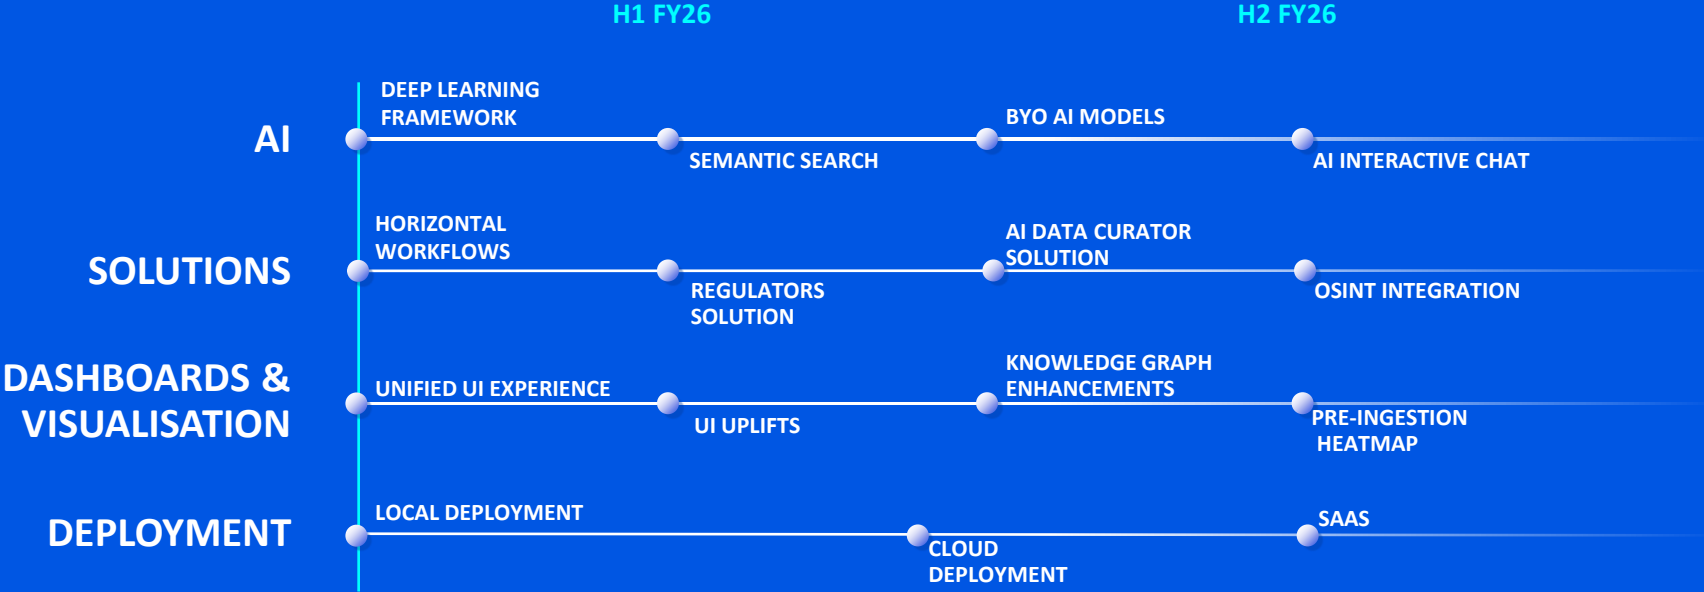 H1 FY26
H2 FY26
AI
DEEP LEARNING
FRAMEWORK
SEMANTIC SEARCH
BYO AI MODELS
AI INTERACTIVE CHAT
SOLUTIONS
HORIZONTAL
WORKFLOWS
REGULATORS
SOLUTION
AI DATA CURATOR
SOLUTION
OSINT INTEGRATION
DASHBOARDS &
VISUALISATION
UNIFIED UI EXPERIENCE
UI UPLIFTS
KNOWLEDGE GRAPH
ENHANCEMENTS
PRE-INGESTION
HEATMAP
DEPLOYMENT
LOCAL DEPLOYMENT
CLOUD
DEPLOYMENT
SAAS